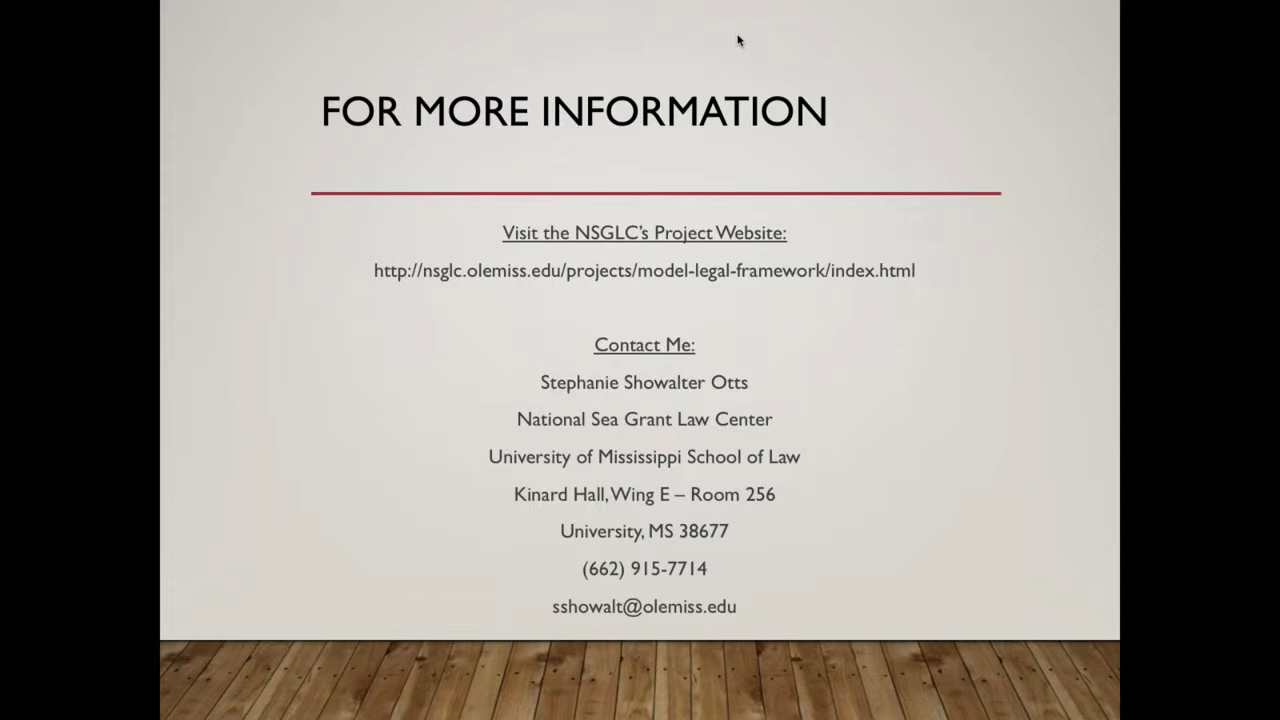 FOR MORE INFORMATION
Visit the NSGLC's Project Website:
http://nsglc.olemiss.edu/projects/model-legal-framework/index.html
Contact Me:
Stephanie Showalter Otts
National Sea Grant Law Center
University of Mississippi School of Law
Kinard Hall, Wing E – Room 256
University, MS 38677
(662) 915-7714
sshowalt@olemiss.edu